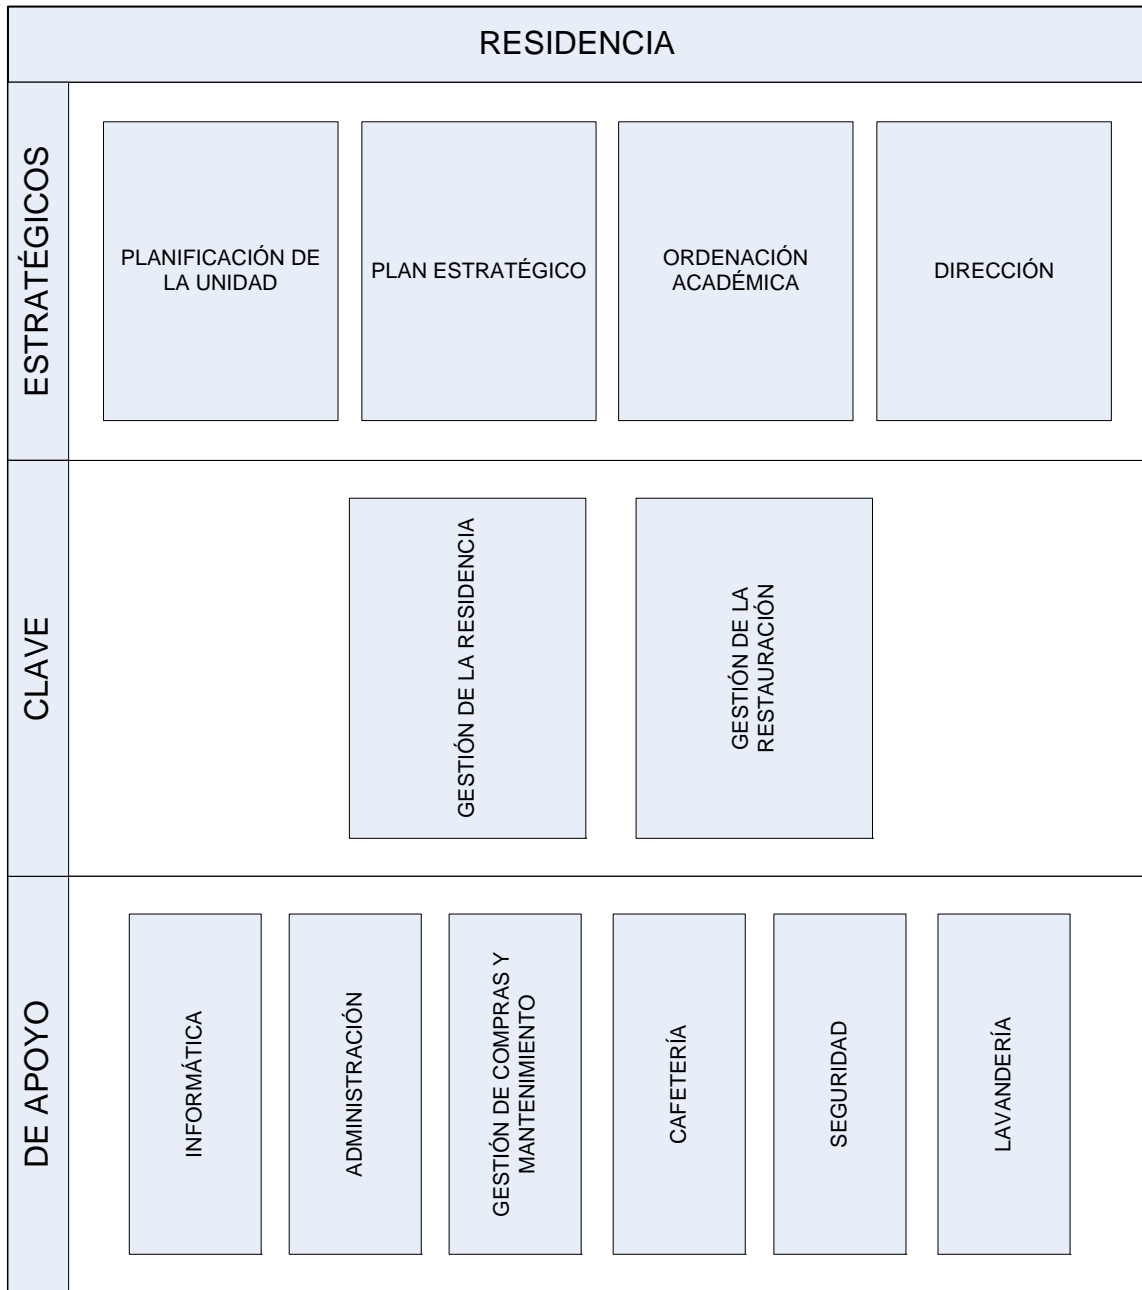 RESIDENCIA
ESTRATÉGICOS
PLANIFICACIÓN DE
LA UNIDAD
PLAN ESTRATÉGICO
ORDENACIÓN
ACADÉMICA
DIRECCIÓN
CLAVE
GESTIÓN DE LA RESIDENCIA
GESTIÓN DE LA
RESTAURACIÓN
DE APOYO
INFORMÁTICA
ADMINISTRACIÓN
GESTIÓN DE COMPRAS Y
MANTENIMIENTO
CAFETERÍA
SEGURIDAD
LAVANDERÍA